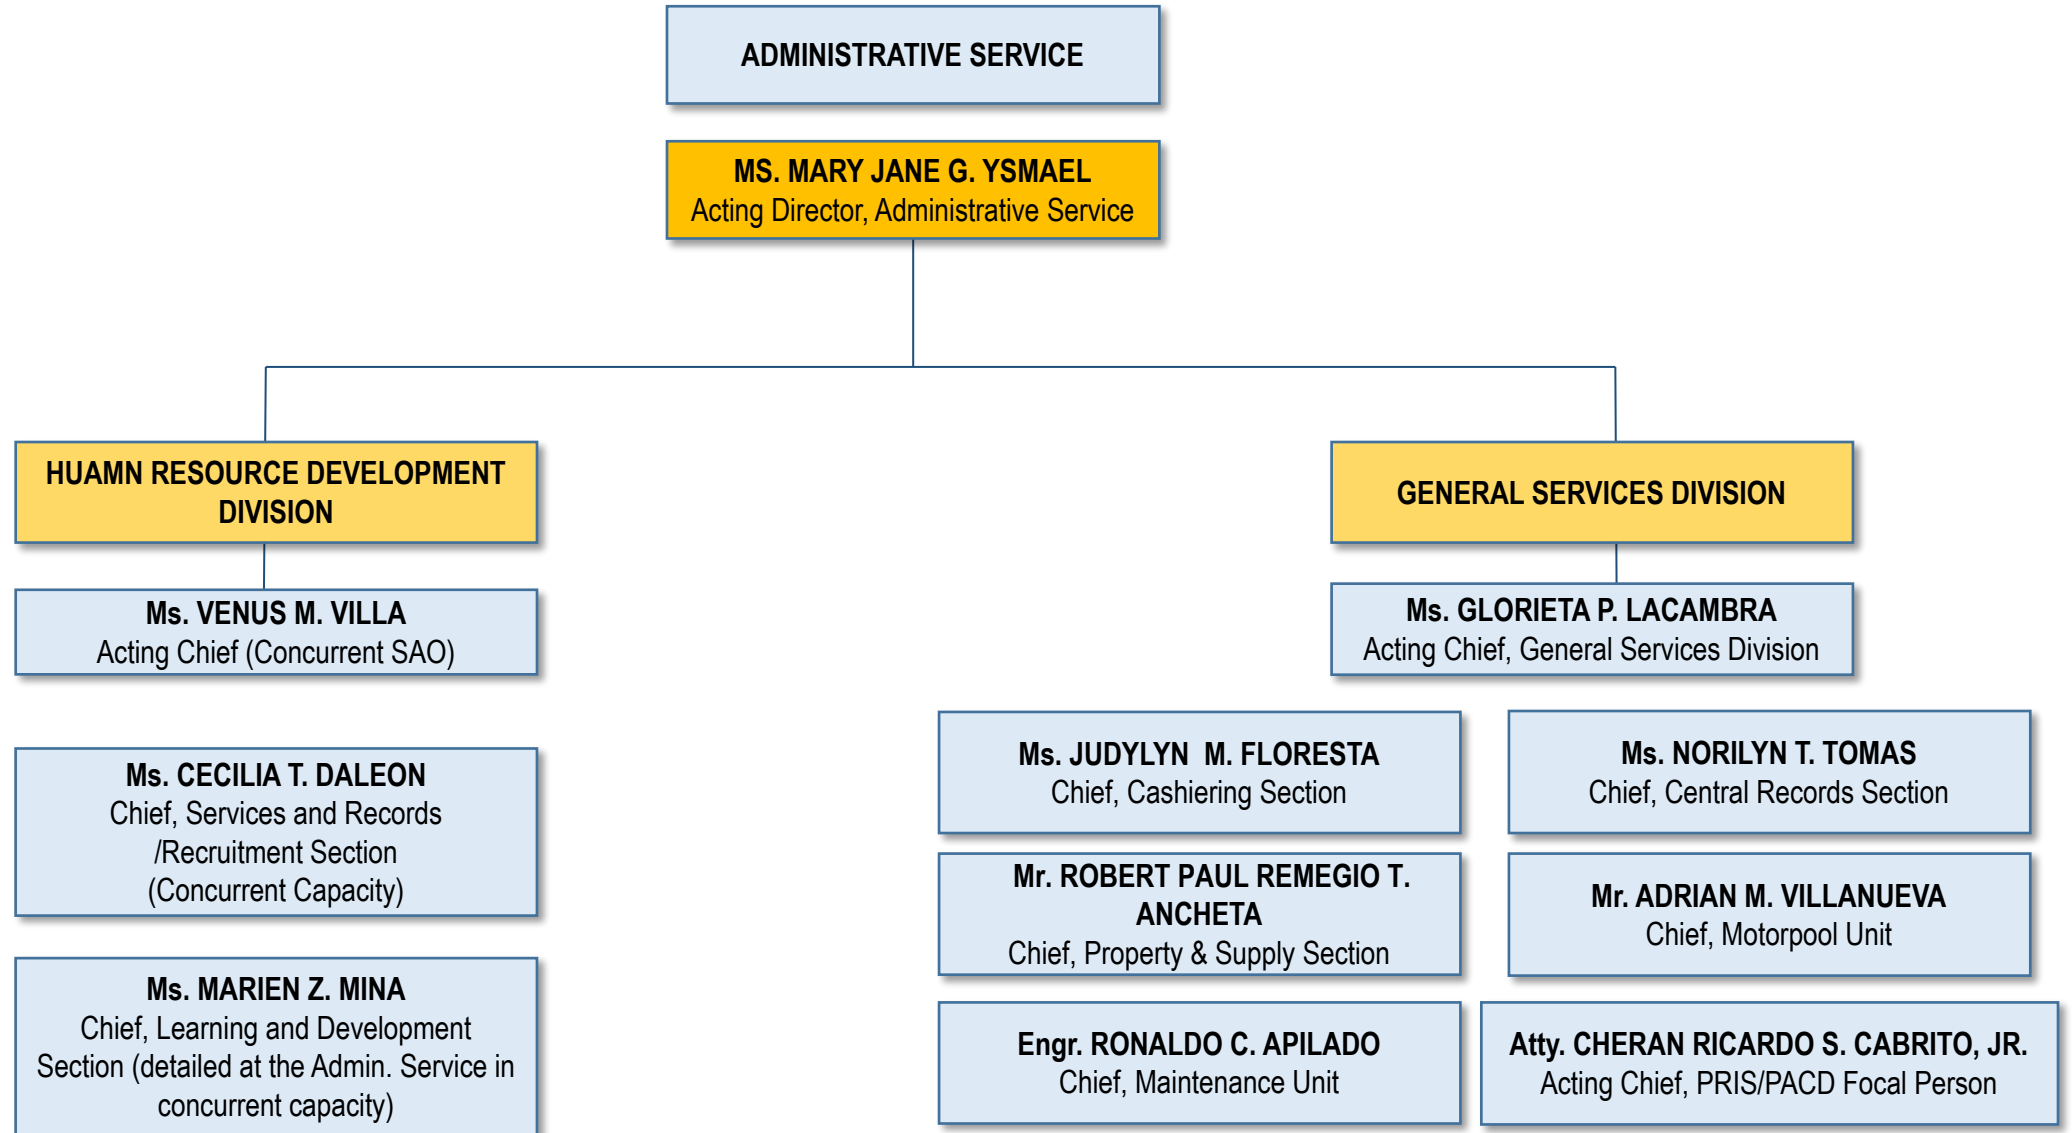 ADMINISTRATIVE SERVICE
MS. MARY JANE G. YSMAEL
Acting Director, Administrative Service
HUAMN RESOURCE DEVELOPMENT
DIVISION
Ms. VENUS M. VILLA
Acting Chief (Concurrent SAO)
Ms. CECILIA T. DALEON
Chief, Services and Records
/Recruitment Section
(Concurrent Capacity)
Ms. MARIEN Z. MINA
Chief, Learning and Development
Section (detailed at the Admin. Service in
concurrent capacity)
GENERAL SERVICES DIVISION
Ms. GLORIETA P. LACAMBRA
Acting Chief, General Services Division
Ms. JUDYLYN M. FLORESTA
Chief, Cashiering Section
Ms. NORILYN T. TOMAS
Chief, Central Records Section
Mr. ROBERT PAUL REMEGIO T.
ANCHETA
Chief, Property & Supply Section
Mr. ADRIAN M. VILLANUEVA
Chief, Motorpool Unit
Engr. RONALDO C. APILADO
Chief, Maintenance Unit
Atty. CHERAN RICARDO S. CABRITO, JR.
Acting Chief, PRIS/PACD Focal Person